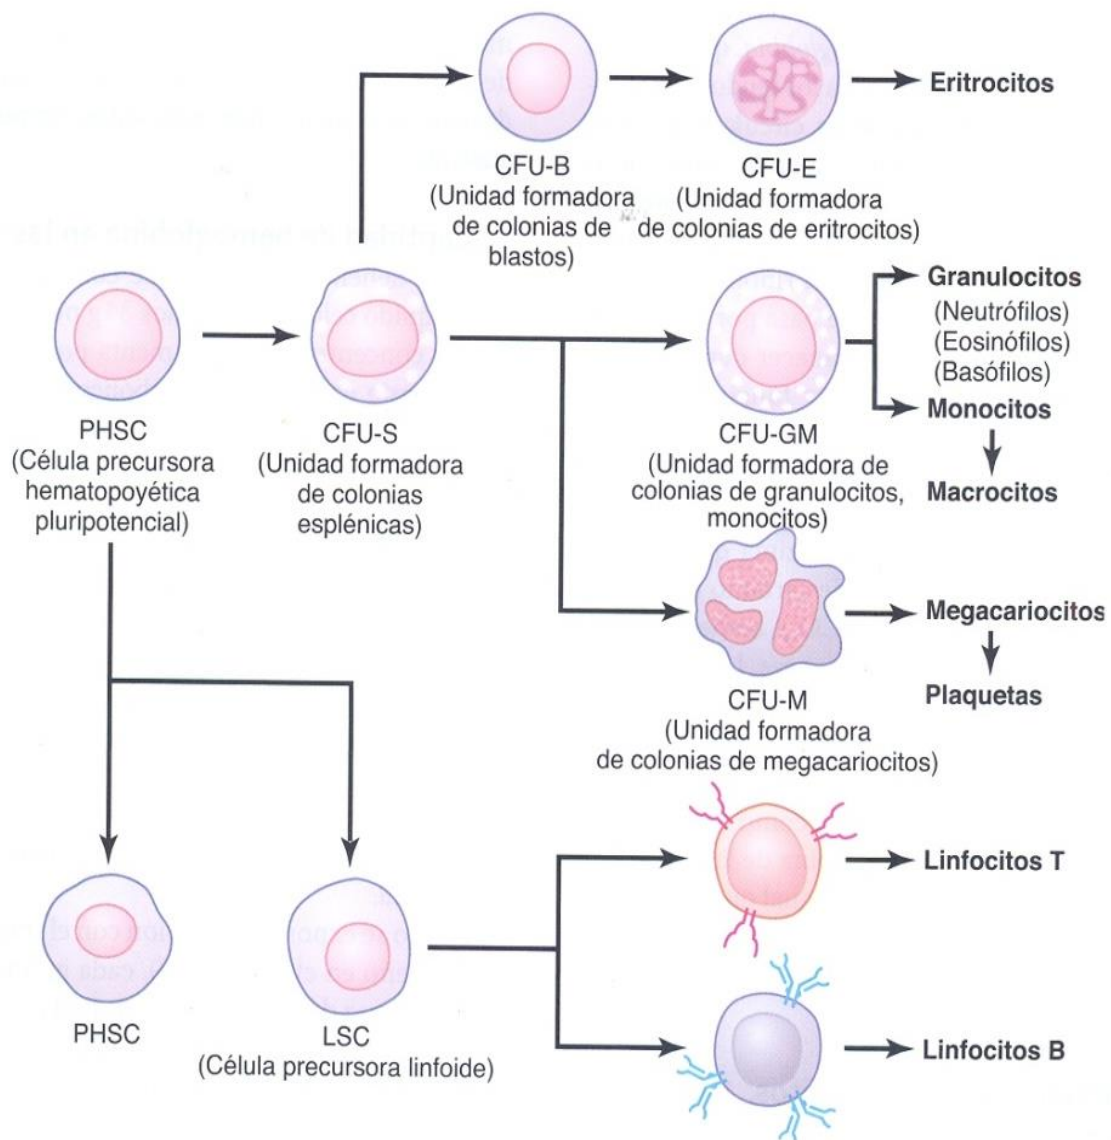 CFU-B
(Unidad formadora
de colonias de
blastos)
CFU-E
(Unidad formadora
de colonias de eritrocitos)
Eritrocitos
PHSC
(Célula precursora
hematopoyética
pluripotencial)
CFU-S
(Unidad formadora
de colonias
esplénicas)
CFU-GM
(Unidad formadora de
colonias de granulocitos,
monocitos)
Granulocitos
(Neutrófilos)
(Eosinófilos)
(Basófilos)
Monocitos
Macrocitos
CFU-M
(Unidad formadora
de colonias de megacariocitos)
Megacariocitos
Plaquetas
PHSC
LSC
(Célula precursora linfoide)
Linfocitos T
Linfocitos B